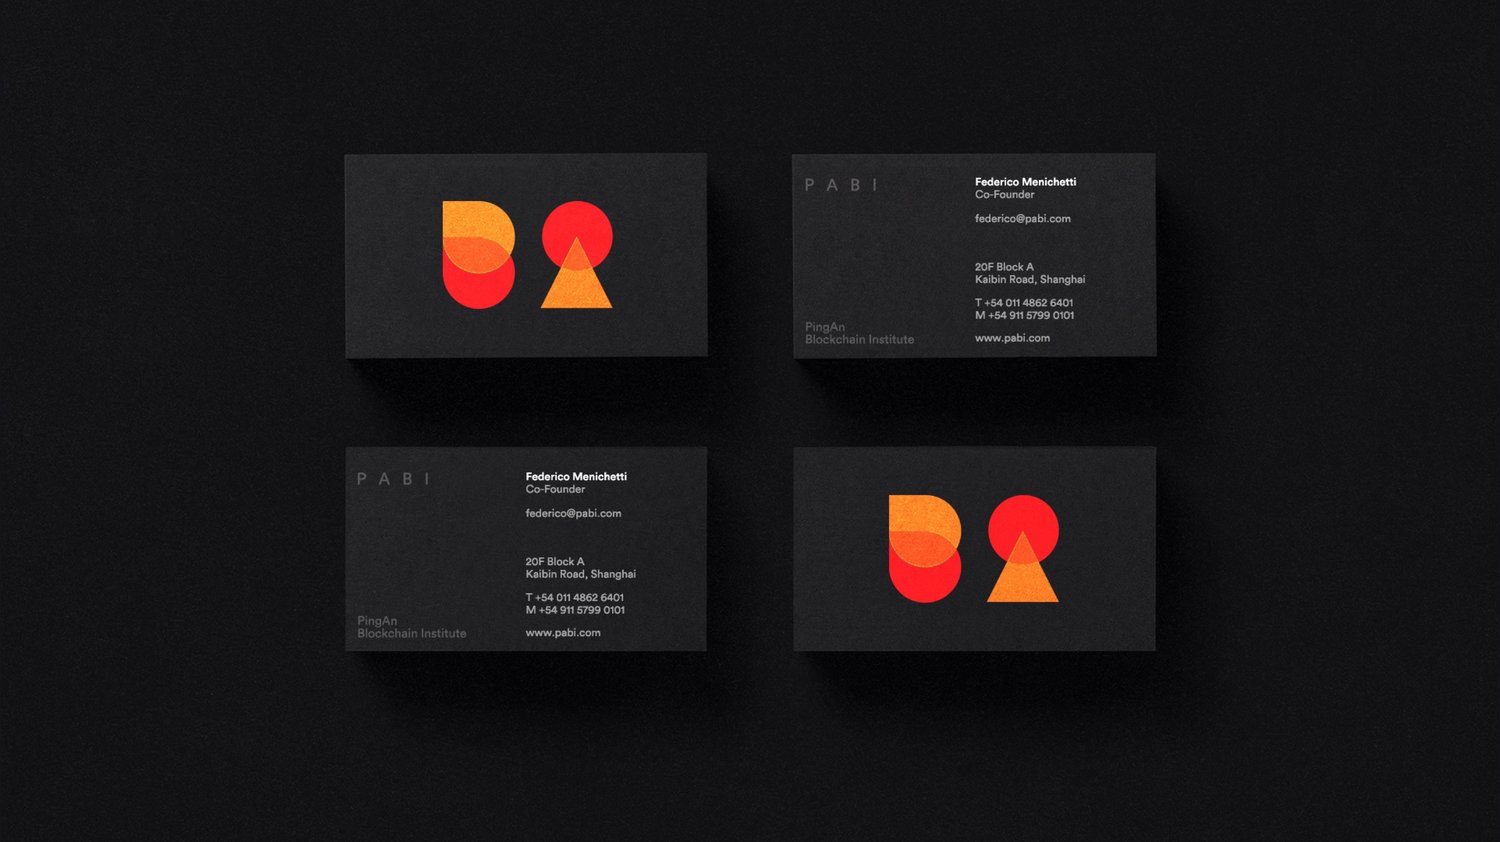 PABI
Federico Menichetti
Co-Founder
federico@pabi.com
20F Block A
Kaibin Road, Shanghai
T +54 011 4862 6401
M +54 911 5799 0101
www.pabi.com
PingAn
Blockchain Institute
PABI
Federico Menichetti
Co-Founder
federico@pabi.com
20F Block A
Kaibin Road, Shanghai
T +54 011 4862 6401
M +54 911 5799 0101
www.pabi.com
PingAn
Blockchain Institute